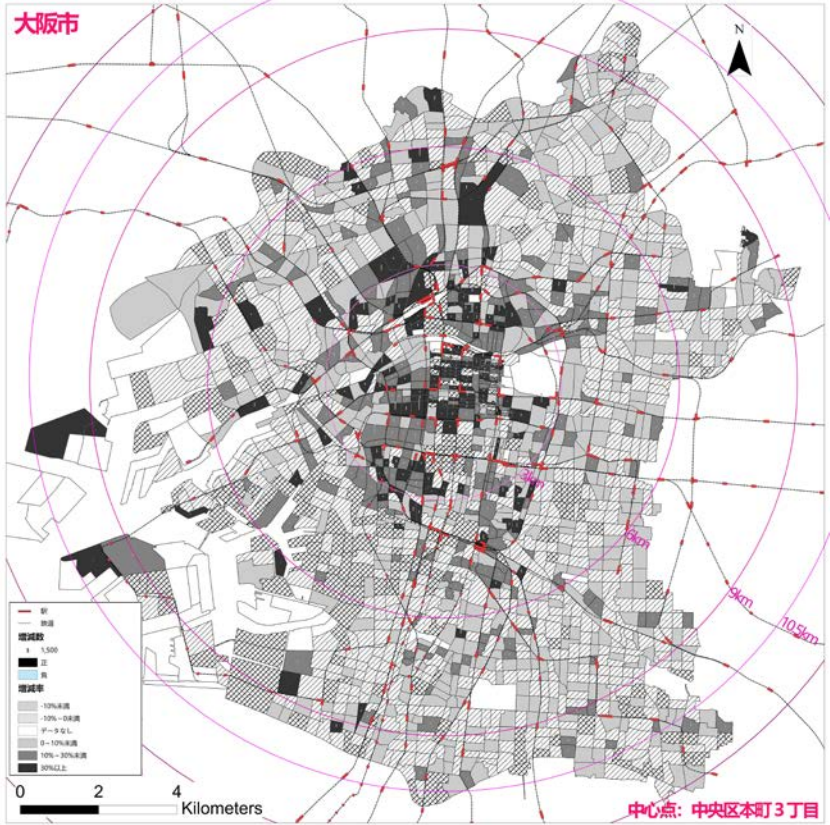 大阪市
N
3km
6km
9km
10.5km
駅
鉄道
増減数
1,500
正
負
増減率
-10%未満
-10%~0未満
データなし
0~10%未満
10%~30%未満
30%以上
0 2 4
Kilometers
中心点：中央区本町３丁目